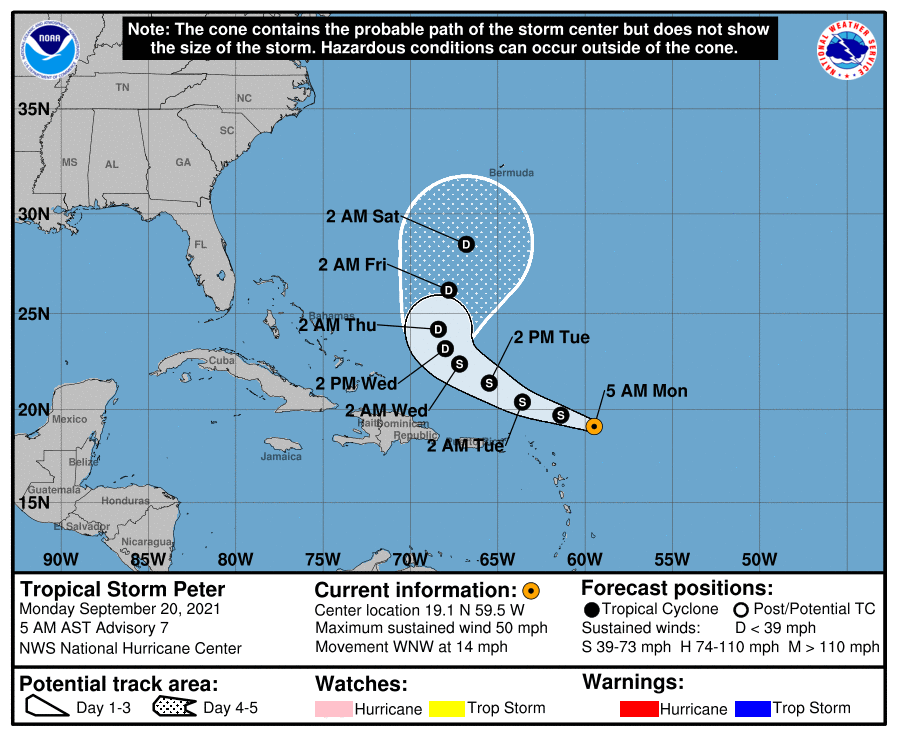 Note: The cone contains the probable path of the storm center but does not show
the size of the storm. Hazardous conditions can occur outside of the cone.
NOAA
NATIONAL WEATHER SERVICE
TN
NC
35N
SC
MS
AL
GA
Bermuda
30N
2 AM Sat
FL
2 AM Fri
D
D
25N
Bahamas
2 AM Thu
D
2 PM Tue
D
S
Cuba
2 PM Wed
S
5 AM Mon
20N
2 AM Wed
S
S
Mexico
Haiti
Dominican
Republic
2 AM Tue
Jamaica
Belize
Guatemala
Honduras
15N
El Salvador
Nicaragua
90W
85W
80W
75W
70W
65W
60W
55W
50W
Tropical Storm Peter
Monday September 20, 2021
5 AM AST Advisory 7
NWS National Hurricane Center
Current information:
Center location 19.1 N 59.5 W
Maximum sustained wind 50 mph
Movement WNW at 14 mph
Forecast positions:
Tropical Cyclone Post/Potential TC
Sustained winds: D < 39 mph
S 39-73 mph H 74-110 mph M > 110 mph
Potential track area:
Day 1-3 Day 4-5
Watches:
Hurricane Trop Storm
Warnings:
Hurricane Trop Storm